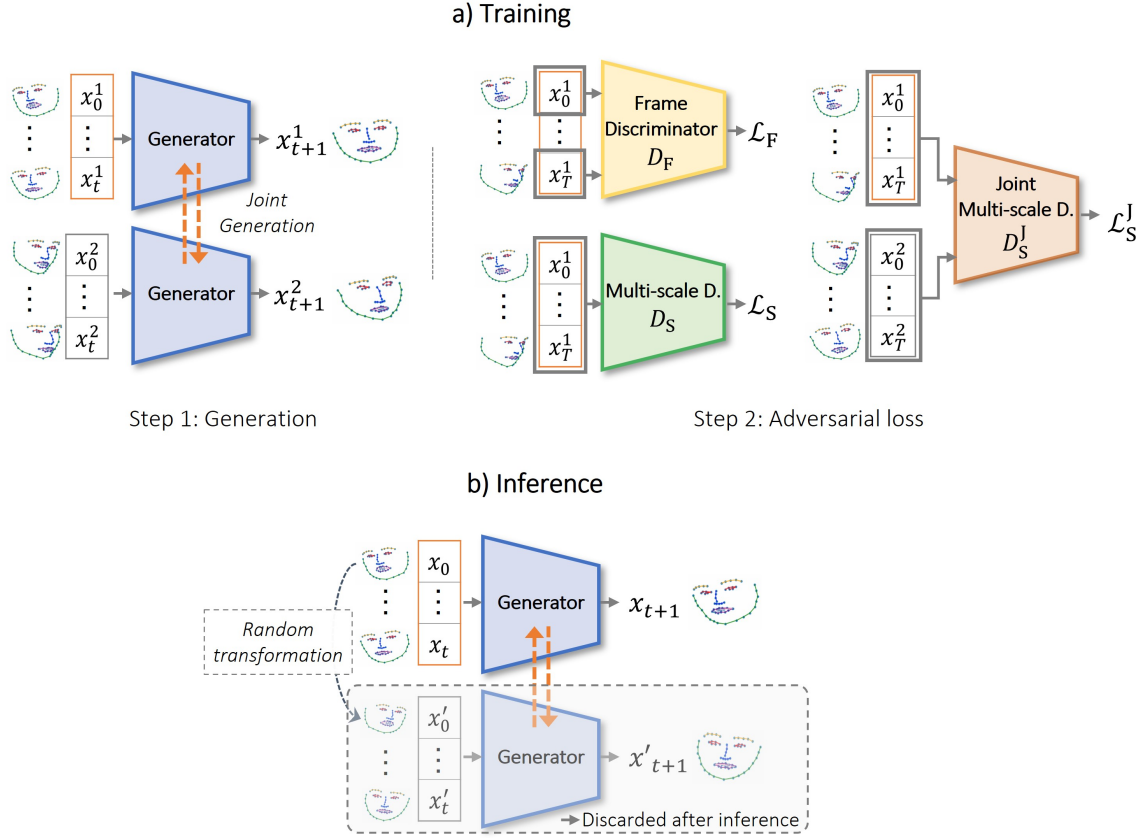 a) Training
x_0^1
⋮
x_t^1
Generator
x_{t+1}^1
Joint
Generation
x_0^2
⋮
x_t^2
Generator
x_{t+1}^2
Step 1: Generation
x_0^1
⋮
x_T^1
Frame
Discriminator
D_F
ℒ_F
x_0^1
⋮
x_T^1
Multi-scale D.
D_S
ℒ_S
x_0^1
⋮
x_T^1
x_0^2
⋮
x_T^2
Joint
Multi-scale D.
D_S^J
ℒ_S^J
Step 2: Adversarial loss
b) Inference
x_0
⋮
x_t
Generator
x_{t+1}
Random
transformation
x'_0
⋮
x'_t
Generator
x'_{t+1}
Discarded after inference